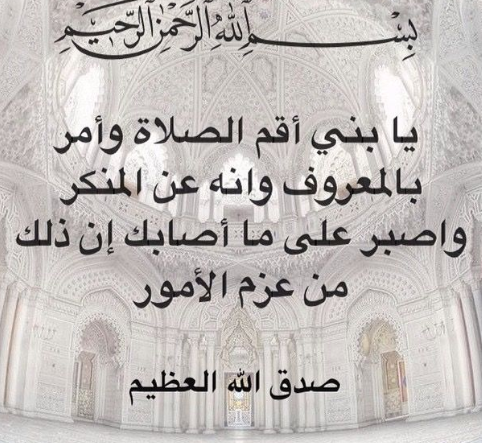 بسم الله الرحمن الرحيم
يا بني أقم الصلاة وأمر
بالمعروف وانه عن المنكر
واصبر على ما أصابك إن ذلك
من عزم الأمور
صدق الله العظيم